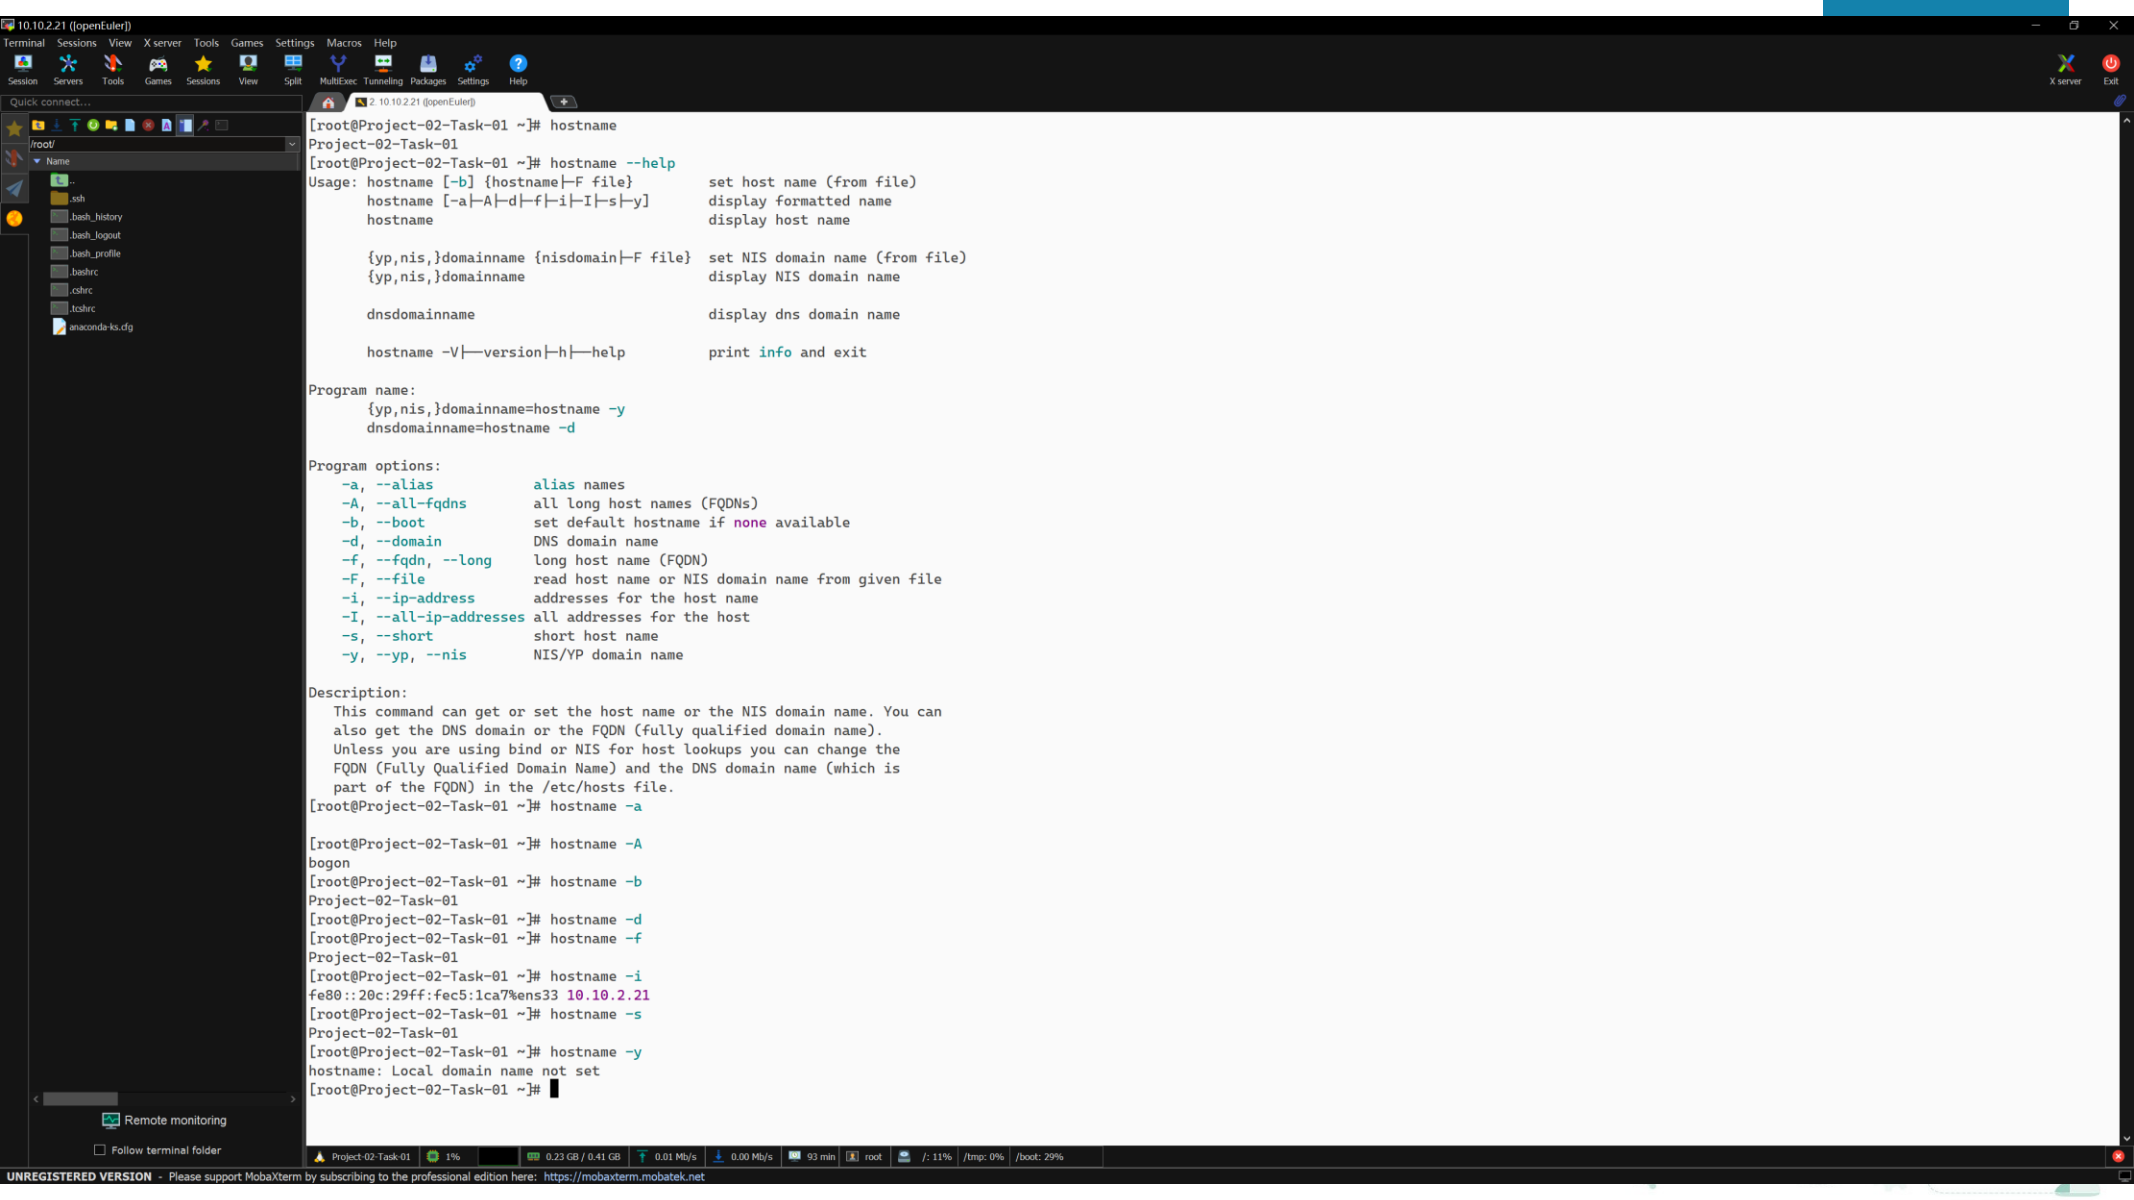 10.10.2.21 ([openEuler])
Terminal Sessions View X server Tools Games Settings Macros Help
Session Servers Tools Games Sessions View Split MultiExec Tunneling Packages Settings Help X server Exit
Quick connect...
2. 10.10.2.21 ([openEuler])
/root/
Name
..
.ssh
.bash_history
.bash_logout
.bash_profile
.bashrc
.cshrc
.tcshrc
anaconda-ks.cfg
Remote monitoring
Follow terminal folder
[root@Project-02-Task-01 ~]# hostname
Project-02-Task-01
[root@Project-02-Task-01 ~]# hostname --help
Usage: hostname [-b] {hostname|-F file} set host name (from file)
hostname [-a|-A|-d|-f|-i|-I|-s|-y] display formatted name
hostname display host name
{yp,nis,}domainname {nisdomain|-F file} set NIS domain name (from file)
{yp,nis,}domainname display NIS domain name
dnsdomainname display dns domain name
hostname -V|--version|-h|--help print info and exit
Program name:
{yp,nis,}domainname=hostname -y
dnsdomainname=hostname -d
Program options:
-a, --alias alias names
-A, --all-fqdns all long host names (FQDNs)
-b, --boot set default hostname if none available
-d, --domain DNS domain name
-f, --fqdn, --long long host name (FQDN)
-F, --file read host name or NIS domain name from given file
-i, --ip-address addresses for the host name
-I, --all-ip-addresses all addresses for the host
-s, --short short host name
-y, --yp, --nis NIS/YP domain name
Description:
This command can get or set the host name or the NIS domain name. You can
also get the DNS domain or the FQDN (fully qualified domain name).
Unless you are using bind or NIS for host lookups you can change the
FQDN (Fully Qualified Domain Name) and the DNS domain name (which is
part of the FQDN) in the /etc/hosts file.
[root@Project-02-Task-01 ~]# hostname -a
[root@Project-02-Task-01 ~]# hostname -A
bogon
[root@Project-02-Task-01 ~]# hostname -b
Project-02-Task-01
[root@Project-02-Task-01 ~]# hostname -d
[root@Project-02-Task-01 ~]# hostname -f
Project-02-Task-01
[root@Project-02-Task-01 ~]# hostname -i
fe80::20c:29ff:fec5:1ca7%ens33 10.10.2.21
[root@Project-02-Task-01 ~]# hostname -s
Project-02-Task-01
[root@Project-02-Task-01 ~]# hostname -y
hostname: Local domain name not set
[root@Project-02-Task-01 ~]#
Project-02-Task-01 1% 0.23 GB / 0.41 GB 0.01 Mb/s 0.00 Mb/s 93 min root /: 11% /tmp: 0% /boot: 29%
UNREGISTERED VERSION - Please support MobaXterm by subscribing to the professional edition here: https://mobaxterm.mobatek.net